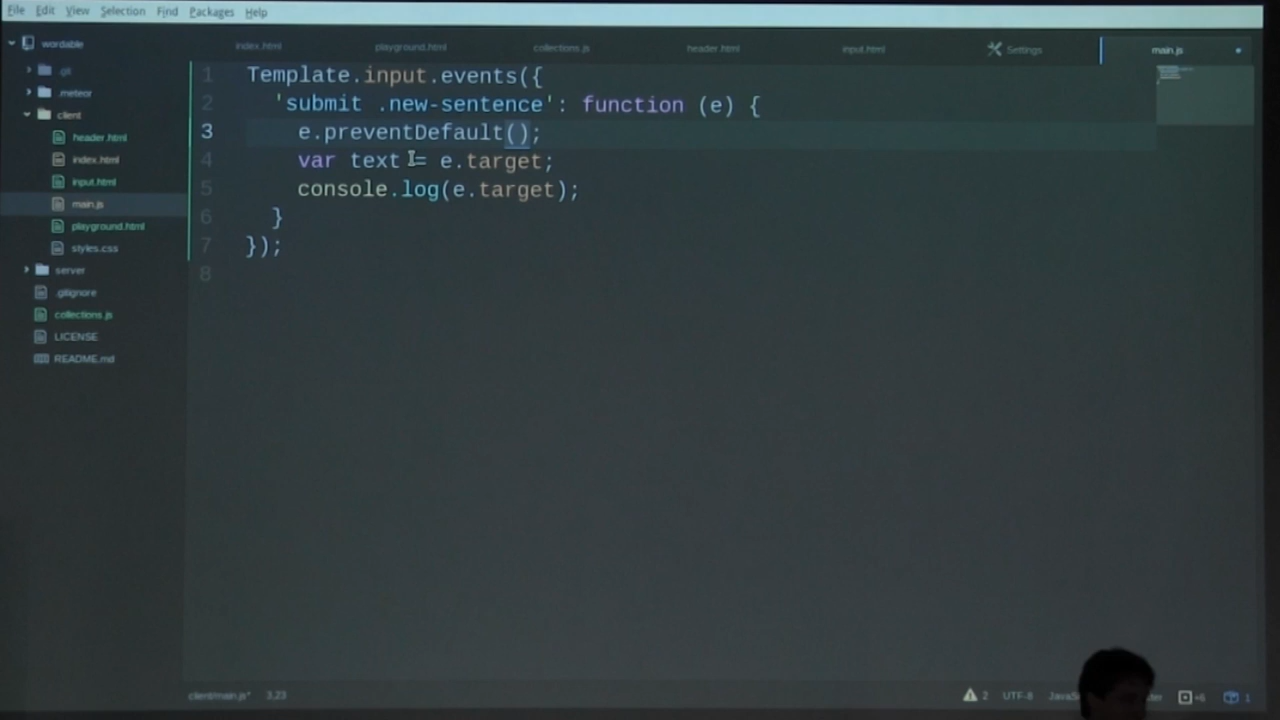 File Edit View Selection Find Packages Help
wordable
.git
.meteor
client
header.html
index.html
input.html
main.js
playground.html
styles.css
server
.gitignore
collections.js
LICENSE
README.md
index.html playground.html collections.js header.html input.html Settings main.js
1 Template.input.events({
2 'submit .new-sentence': function (e) {
3 e.preventDefault();
4 var text = e.target;
5 console.log(e.target);
6 }
7 });
8
client/main.js* 3,23 2 UTF-8 +6 1